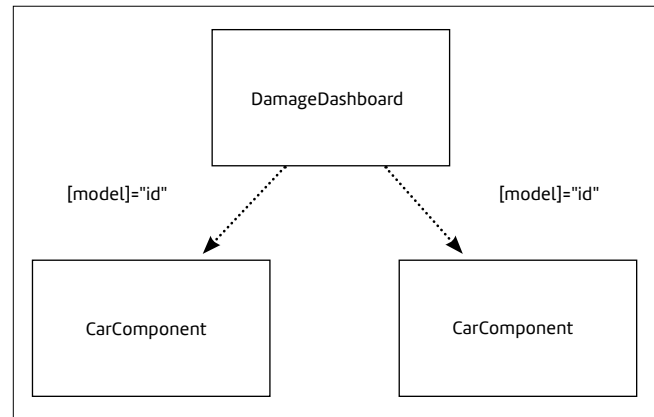 DamageDashboard
[model]="id"
[model]="id"
CarComponent
CarComponent